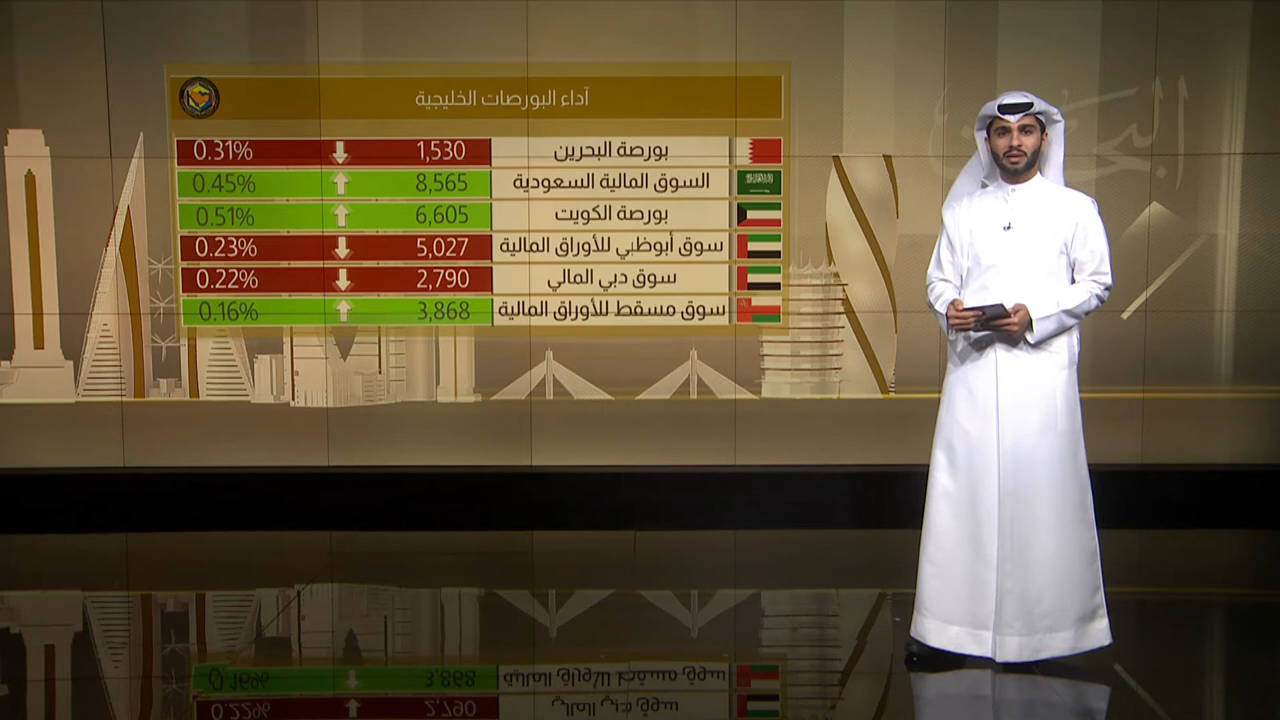 آداء البورصات الخليجية
بورصة البحرين 1,530 0.31%
السوق المالية السعودية 8,565 0.45%
بورصة الكويت 6,605 0.51%
سوق أبوظبي للأوراق المالية 5,027 0.23%
سوق دبي المالي 2,790 0.22%
سوق مسقط للأوراق المالية 3,868 0.16%